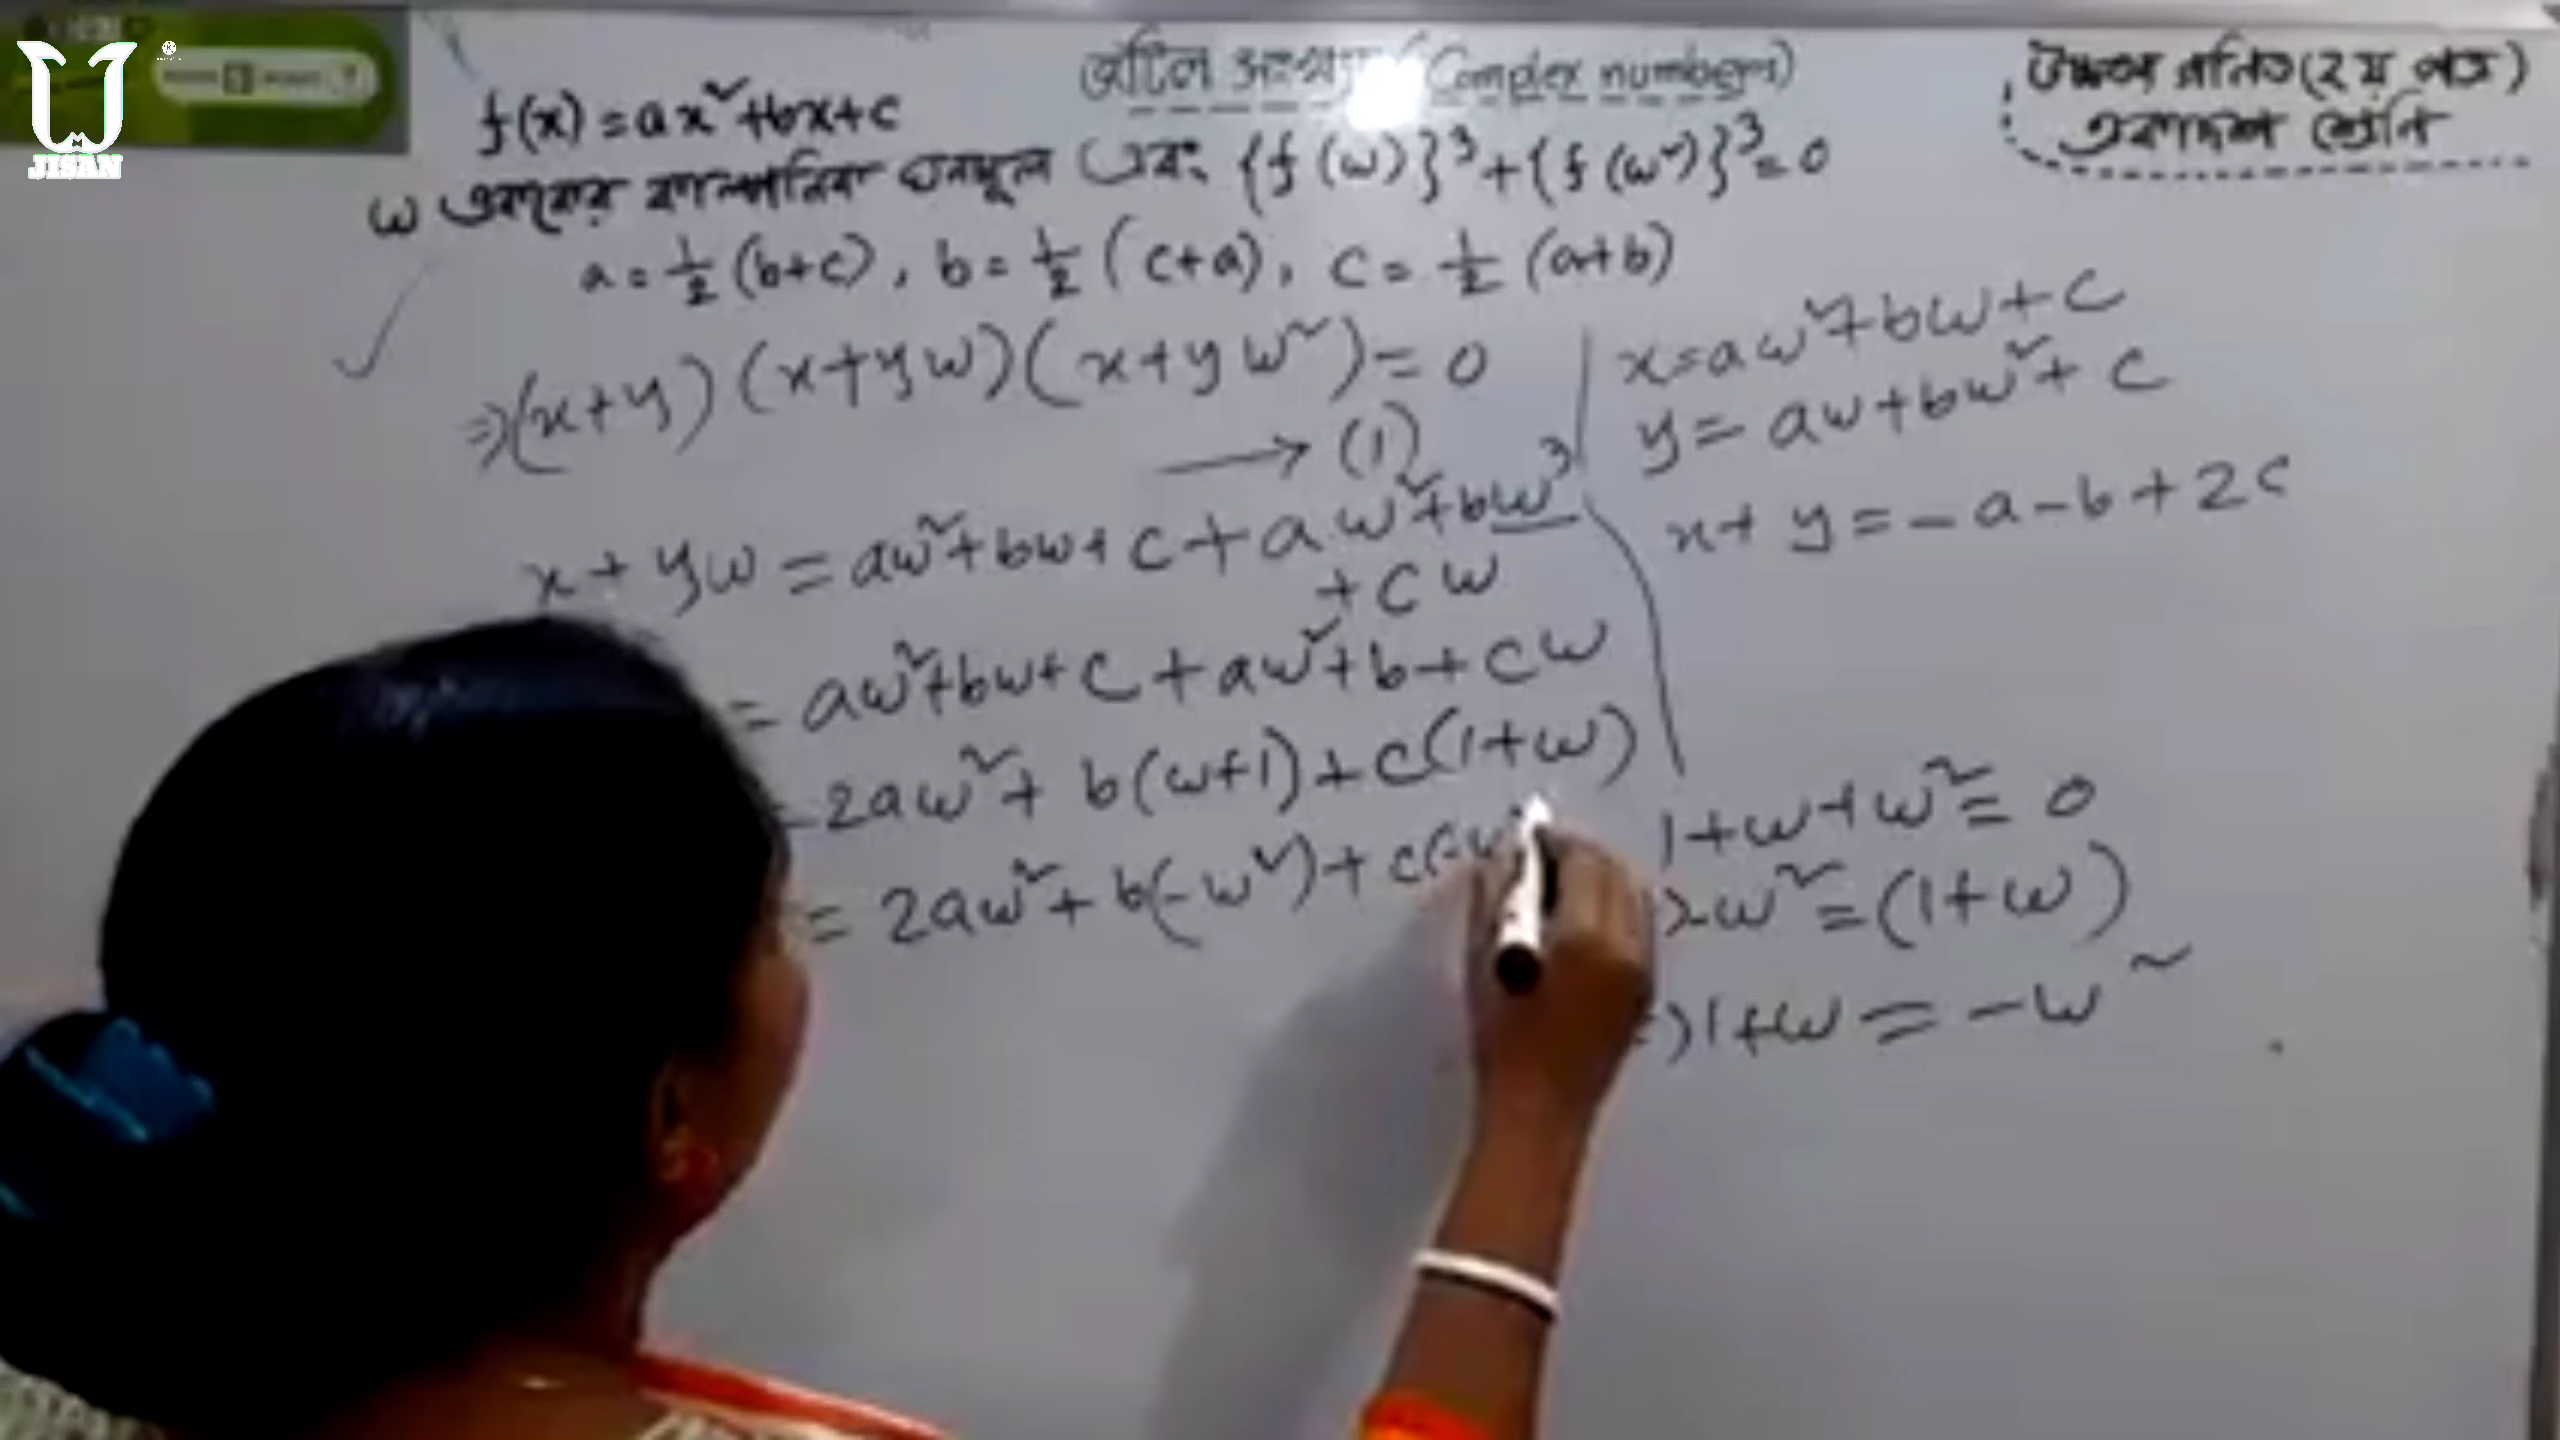 JISAN
জটিল সংখ্যা (Complex numbers)
উচ্চতর গনিত (২য় পত্র)
একাদশ শ্রেনি
f(x) = ax²+bx+c
ω এককের কাল্পনিক ঘনমূল এবং {f(ω)}³+{f(ω²)}³=0
a = 1/2 (b+c), b = 1/2 (c+a), c = 1/2 (a+b)
⇒(x+y)(x+yω)(x+yω²)=0
→ (1)
x=aω²+bω+c
y=aω+bω²+c
x+y=-a-b+2c
x+yω=aω²+bω+c+aω²+bω³
+cω
=aω²+bω+c+aω²+b+cω
=2aω²+b(ω+1)+c(1+ω)
=2aω²+b(-ω²)+c(-
1+ω+ω²=0
-ω²=(1+ω)
⇒1+ω=-ω²